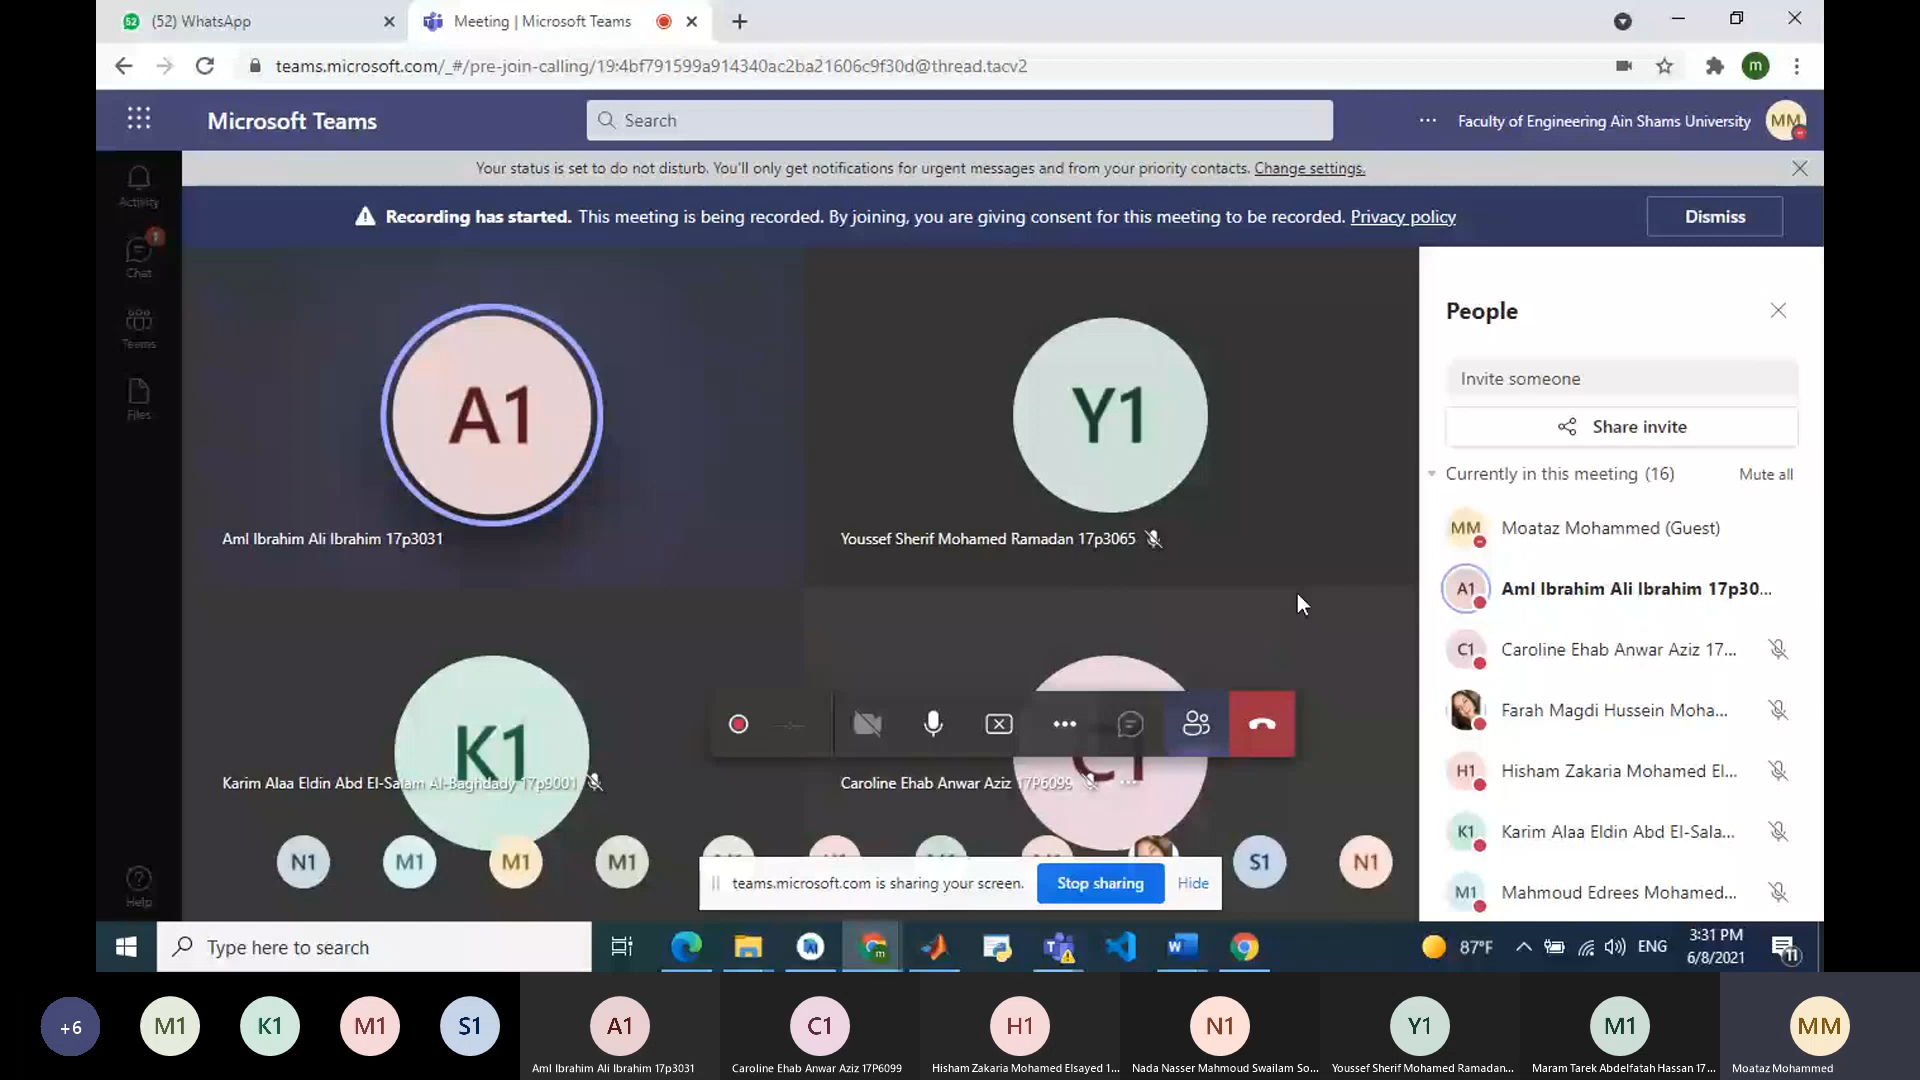 52 (52) WhatsApp
Meeting | Microsoft Teams
teams.microsoft.com/_#/pre-join-calling/19:4bf791599a914340ac2ba21606c9f30d@thread.tacv2
m
Microsoft Teams
Search
Faculty of Engineering Ain Shams University
MM
Your status is set to do not disturb. You'll only get notifications for urgent messages and from your priority contacts. Change settings.
Recording has started. This meeting is being recorded. By joining, you are giving consent for this meeting to be recorded. Privacy policy
Dismiss
Activity
1
Chat
Teams
Files
Help
A1
Aml Ibrahim Ali Ibrahim 17p3031
Y1
Youssef Sherif Mohamed Ramadan 17p3065
K1
Karim Alaa Eldin Abd El-Salam Al-Baghdady 17p9001
C1
Caroline Ehab Anwar Aziz 17P6099
N1
M1
M1
M1
S1
N1
teams.microsoft.com is sharing your screen.
Stop sharing
Hide
People
Invite someone
Share invite
Currently in this meeting (16)
Mute all
MM Moataz Mohammed (Guest)
A1 Aml Ibrahim Ali Ibrahim 17p30...
C1 Caroline Ehab Anwar Aziz 17...
Farah Magdi Hussein Moha...
H1 Hisham Zakaria Mohamed El...
K1 Karim Alaa Eldin Abd El-Sala...
M1 Mahmoud Edrees Mohamed...
Type here to search
87°F
ENG
3:31 PM
6/8/2021
11
+6
M1
K1
M1
S1
A1
Aml Ibrahim Ali Ibrahim 17p3031
C1
Caroline Ehab Anwar Aziz 17P6099
H1
Hisham Zakaria Mohamed Elsayed 1...
N1
Nada Nasser Mahmoud Swailam So...
Y1
Youssef Sherif Mohamed Ramadan...
M1
Maram Tarek Abdelfatah Hassan 17...
MM
Moataz Mohammed